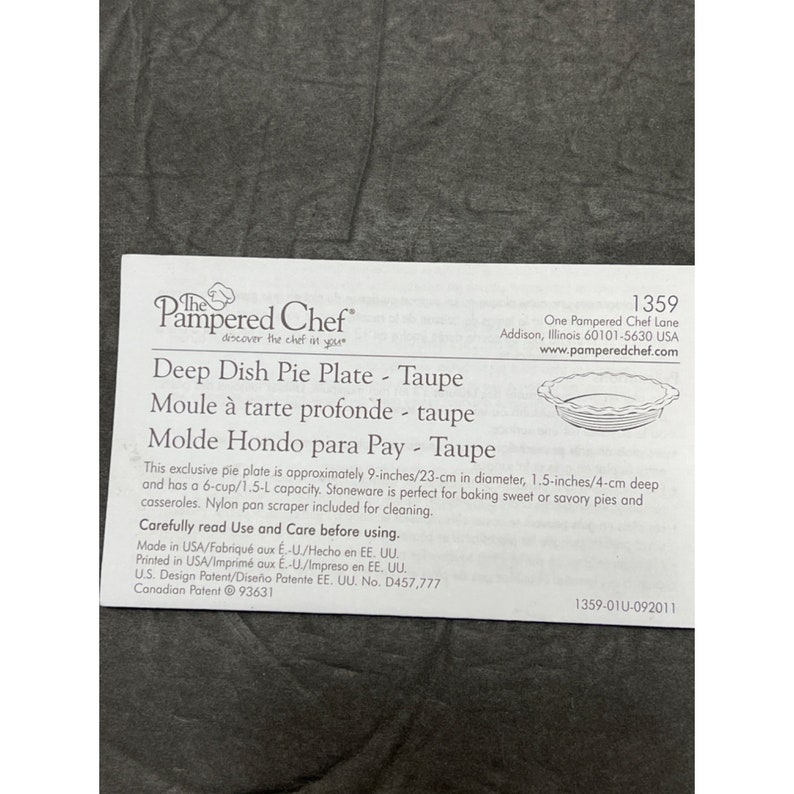 The
Pampered Chef®
discover the chef in you®
1359
One Pampered Chef Lane
Addison, Illinois 60101-5630 USA
www.pamperedchef.com
Deep Dish Pie Plate - Taupe
Moule à tarte profonde - taupe
Molde Hondo para Pay - Taupe
This exclusive pie plate is approximately 9-inches/23-cm in diameter, 1.5-inches/4-cm deep
and has a 6-cup/1.5-L capacity. Stoneware is perfect for baking sweet or savory pies and
casseroles. Nylon pan scraper included for cleaning.
Carefully read Use and Care before using.
Made in USA/Fabriqué aux É.-U./Hecho en EE. UU.
Printed in USA/Imprimé aux É.-U./Impreso en EE. UU.
U.S. Design Patent/Diseño Patente EE. UU. No. D457,777
Canadian Patent ⓓ 93631
1359-01U-092011